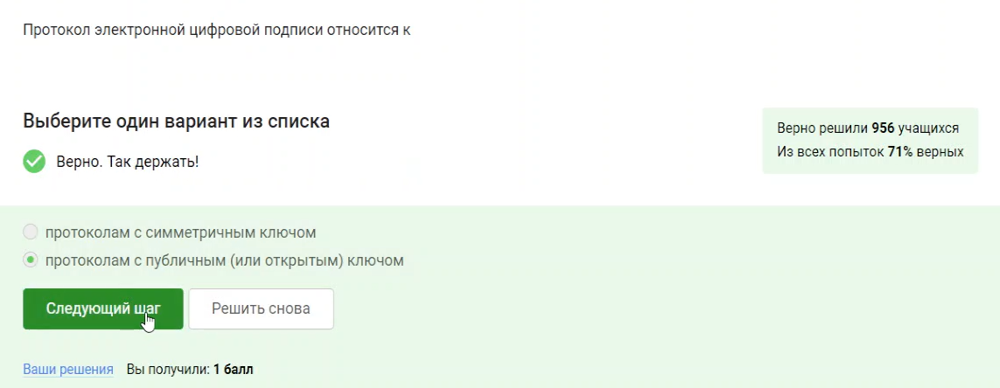 Протокол электронной цифровой подписи относится к
Выберите один вариант из списка
Верно. Так держать!
Верно решили 956 учащихся
Из всех попыток 71% верных
протоколам с симметричным ключом
протоколам с публичным (или открытым) ключом
Следующий шаг
Решить снова
Ваши решения Вы получили: 1 балл